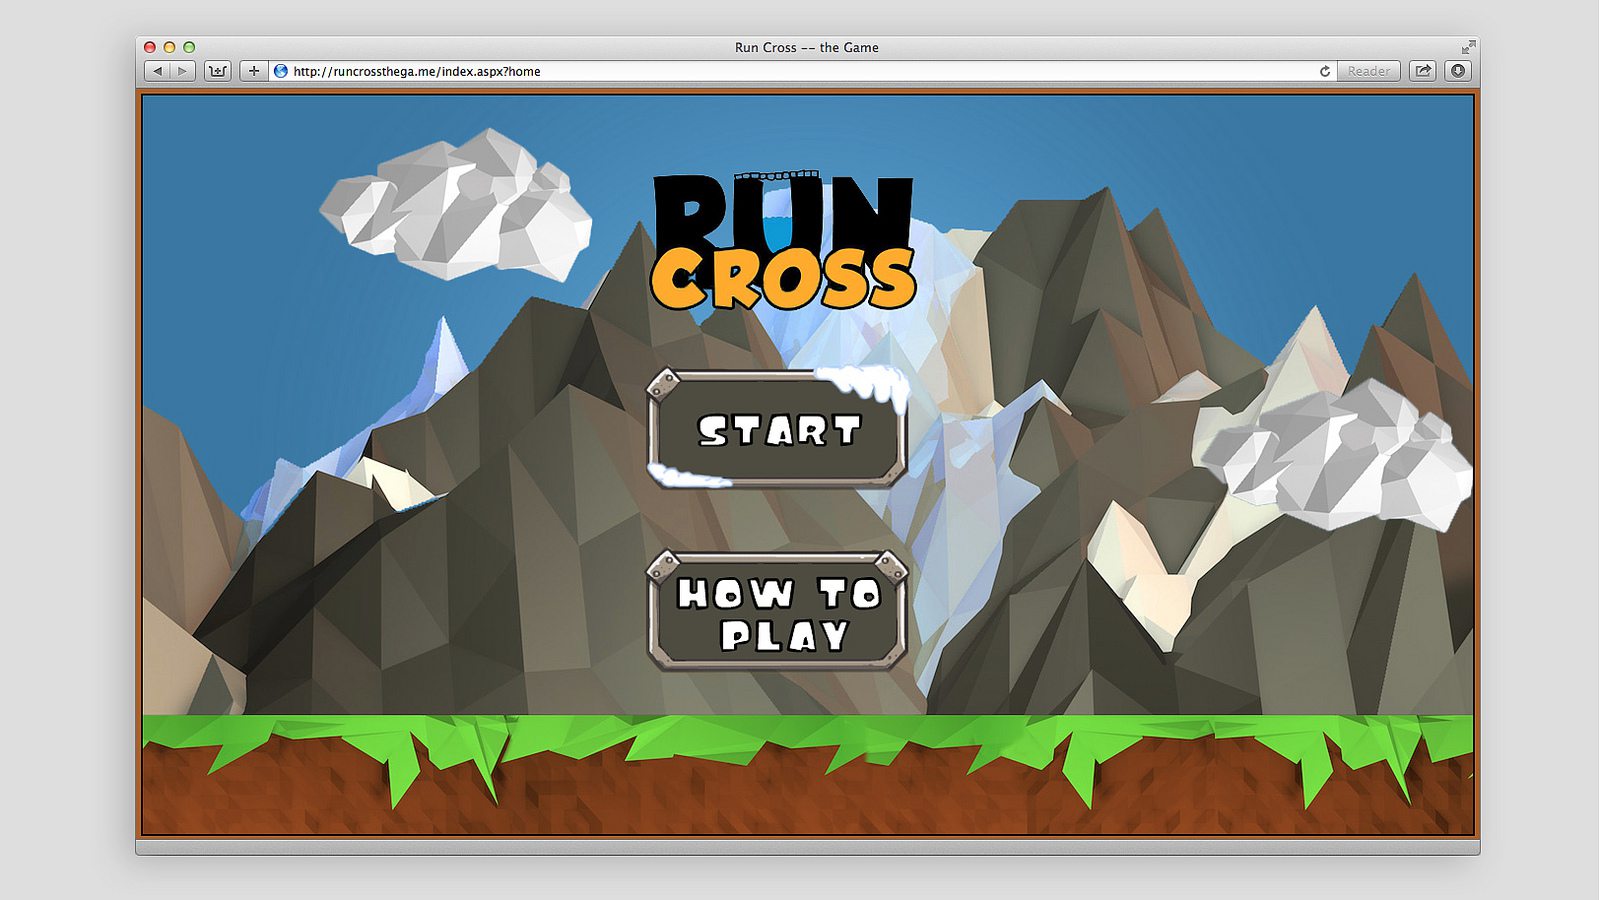 Run Cross -- the Game
http://runcrossthega.me/index.aspx?home
Reader
RUN
CROSS
START
HOW TO
PLAY